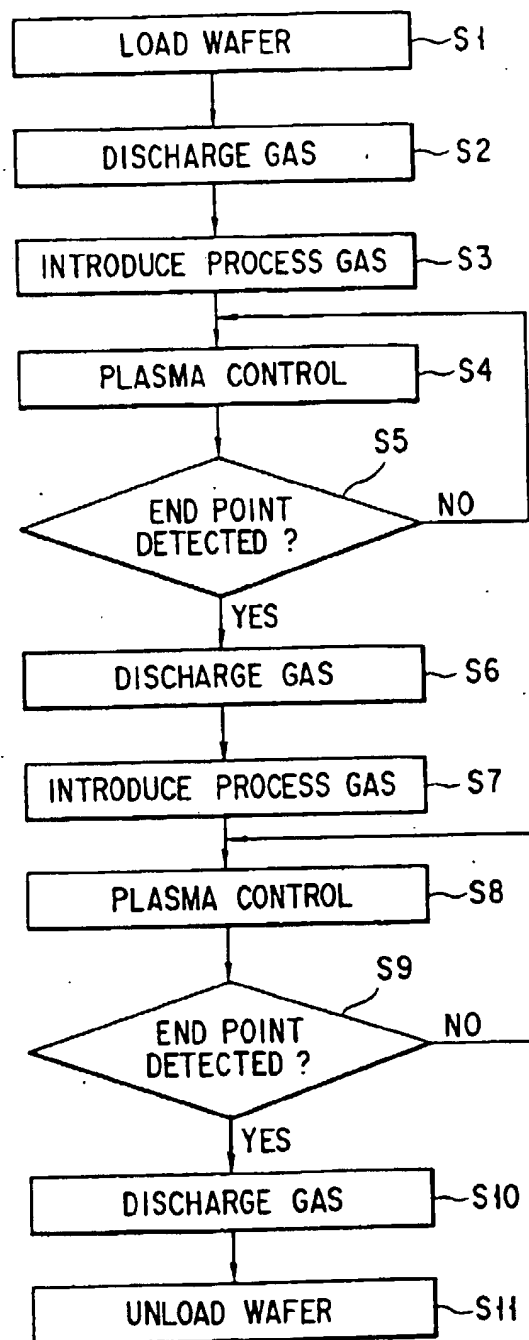 LOAD WAFER S1
DISCHARGE GAS S2
INTRODUCE PROCESS GAS S3
PLASMA CONTROL S4
S5
END POINT
DETECTED ? NO
YES
DISCHARGE GAS S6
INTRODUCE PROCESS GAS S7
PLASMA CONTROL S8
S9
END POINT
DETECTED ? NO
YES
DISCHARGE GAS S10
UNLOAD WAFER S11